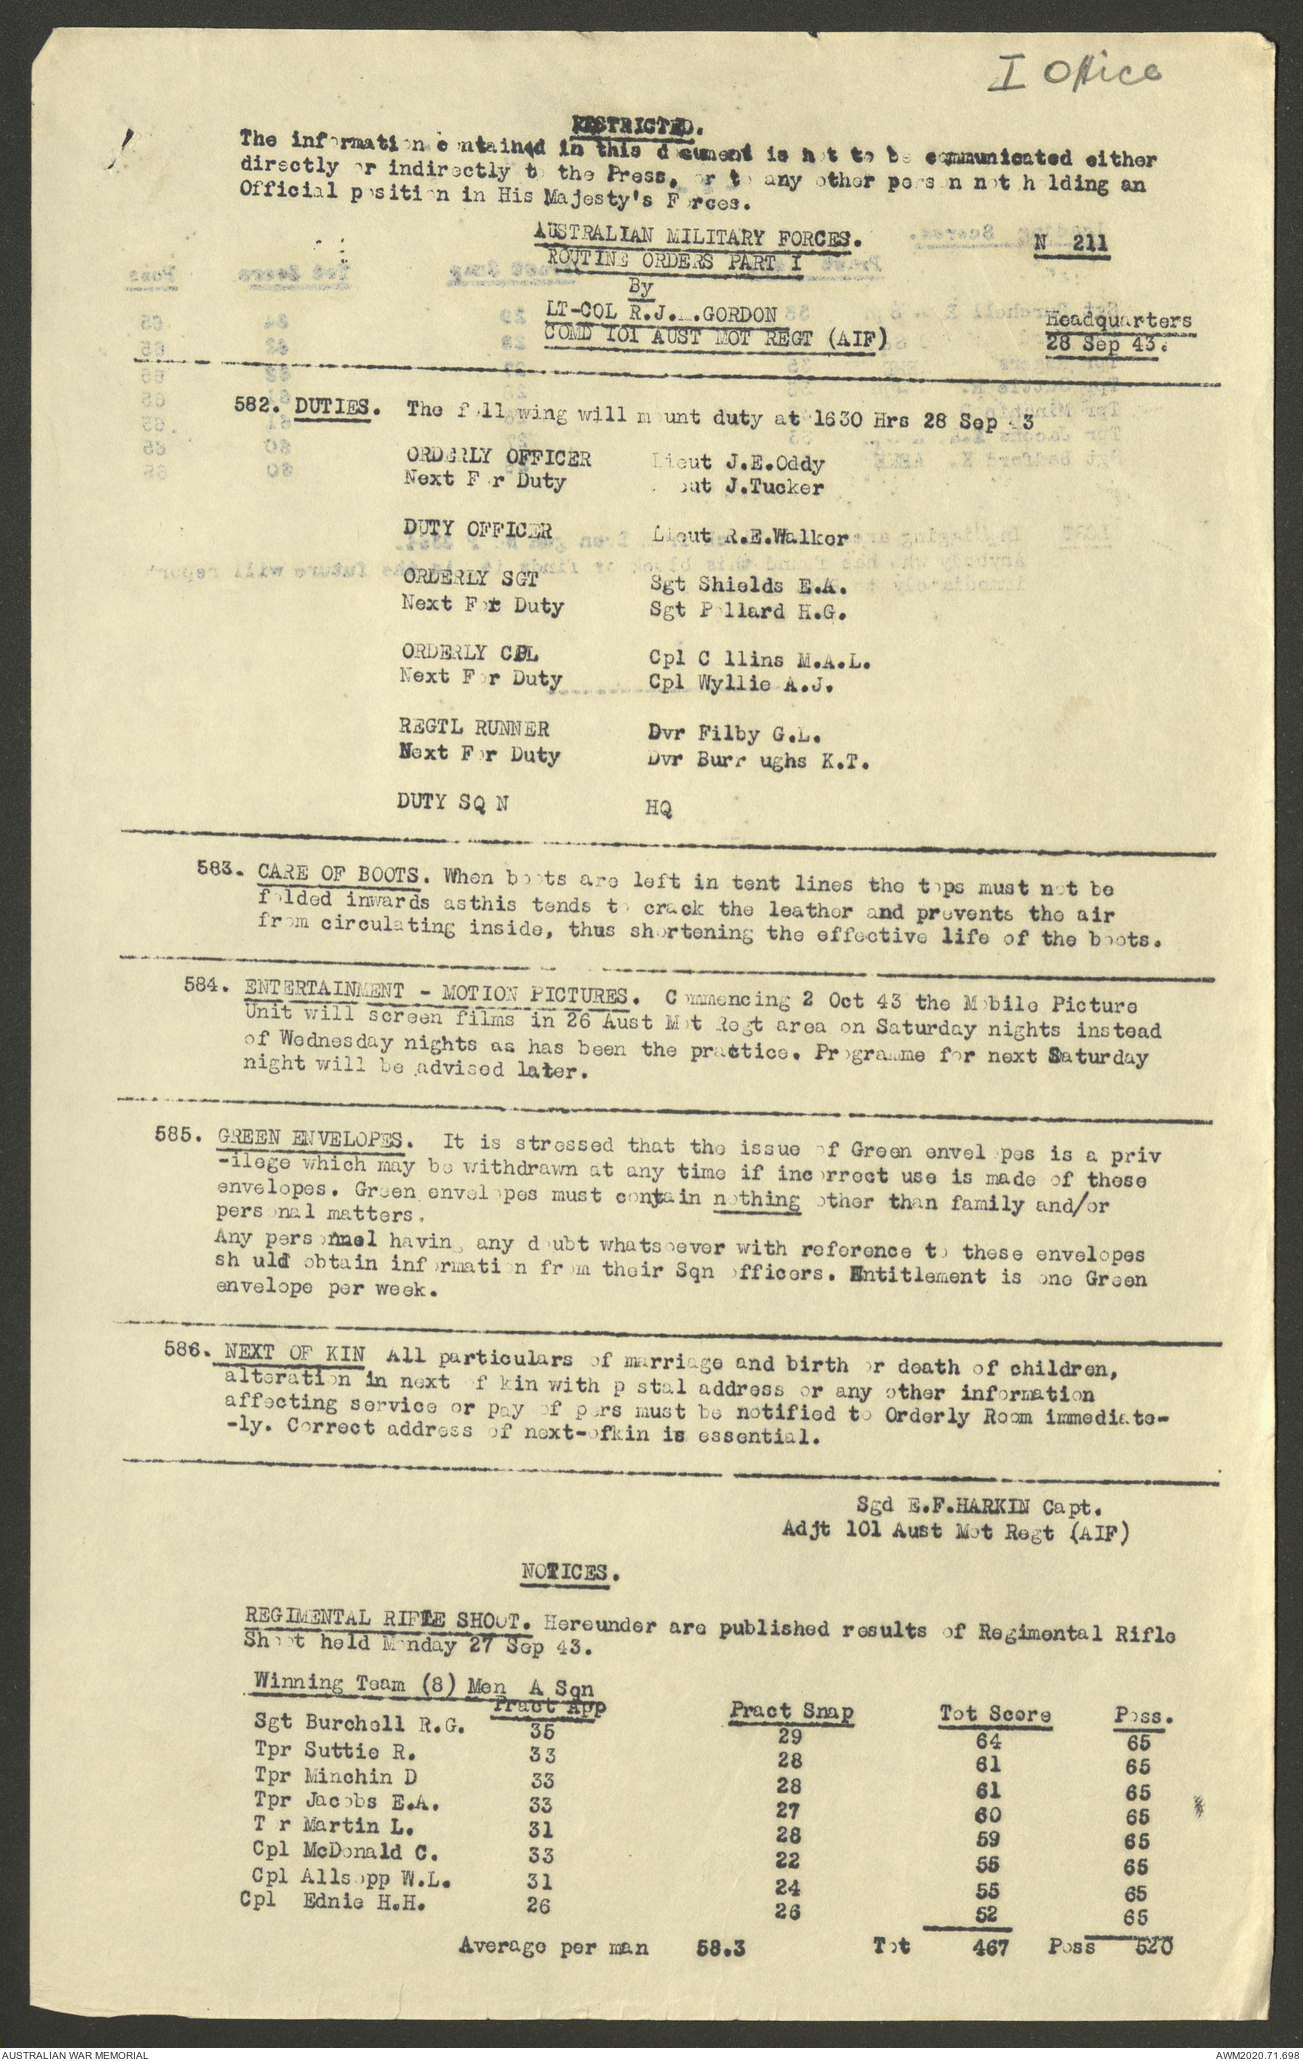 I Office
RESTRICTED.
The information contained in this document is not to be communicated either
directly or indirectly to the Press, or to any other person not holding an
Official position in His Majesty's Forces.
AUSTRALIAN MILITARY FORCES.
No 211
ROUTINE ORDERS PART I
By
LT-COL R.J. .GORDON
COMD 101 AUST MOT REGT (AIF)
Headquarters
28 Sep 43.
582. DUTIES. The following will mount duty at 1630 Hrs 28 Sep 43
ORDERLY OFFICER Lieut J.E.Oddy
Next For Duty Lieut J.Tucker
DUTY OFFICER Lieut R.E.Walker
ORDERLY SGT Sgt Shields E.A.
Next For Duty Sgt Pollard H.G.
ORDERLY CPL Cpl Collins M.A.L.
Next For Duty Cpl Wyllie A.J.
REGTL RUNNER Dvr Filby G.L.
Next For Duty Dvr Burroughs K.T.
DUTY SQN HQ
583. CARE OF BOOTS. When boots are left in tent lines the tops must not be
folded inwards asthis tends to crack the leather and prevents the air
from circulating inside, thus shortening the effective life of the boots.
584. ENTERTAINMENT - MOTION PICTURES. Commencing 2 Oct 43 the Mobile Picture
Unit will screen films in 26 Aust Mot Regt area on Saturday nights instead
of Wednesday nights as has been the practice. Programme for next Saturday
night will be advised later.
585. GREEN ENVELOPES. It is stressed that the issue of Green envelopes is a priv
-ilege which may be withdrawn at any time if incorrect use is made of these
envelopes. Green envelopes must contain nothing other than family and/or
personal matters.
Any personnel having any doubt whatsoever with reference to these envelopes
should obtain information from their Sqn officers. Entitlement is one Green
envelope per week.
586. NEXT OF KIN All particulars of marriage and birth or death of children,
alteration in next of kin with postal address or any other information
affecting service or pay of pers must be notified to Orderly Room immediate-
-ly. Correct address of next-ofkin is essential.
Sgd E.F.HARKIN Capt.
Adjt 101 Aust Mot Regt (AIF)
NOTICES.
REGIMENTAL RIFLE SHOOT. Hereunder are published results of Regimental Rifle
Shoot held Monday 27 Sep 43.
Winning Team (8) Men A Sqn
Pract App Pract Snap Tot Score Poss.
Sgt Burchell R.G. 35 29 64 65
Tpr Suttie R. 33 28 61 65
Tpr Minchin D 33 28 61 65
Tpr Jacobs E.A. 33 27 60 65
Tpr Martin L. 31 28 59 65
Cpl McDonald C. 33 22 55 65
Cpl Allsopp W.L. 31 24 55 65
Cpl Ednie H.H. 26 26 52 65
Average per man 58.3 Tot 467 Poss 520
AUSTRALIAN WAR MEMORIAL
AWM2020.71.698